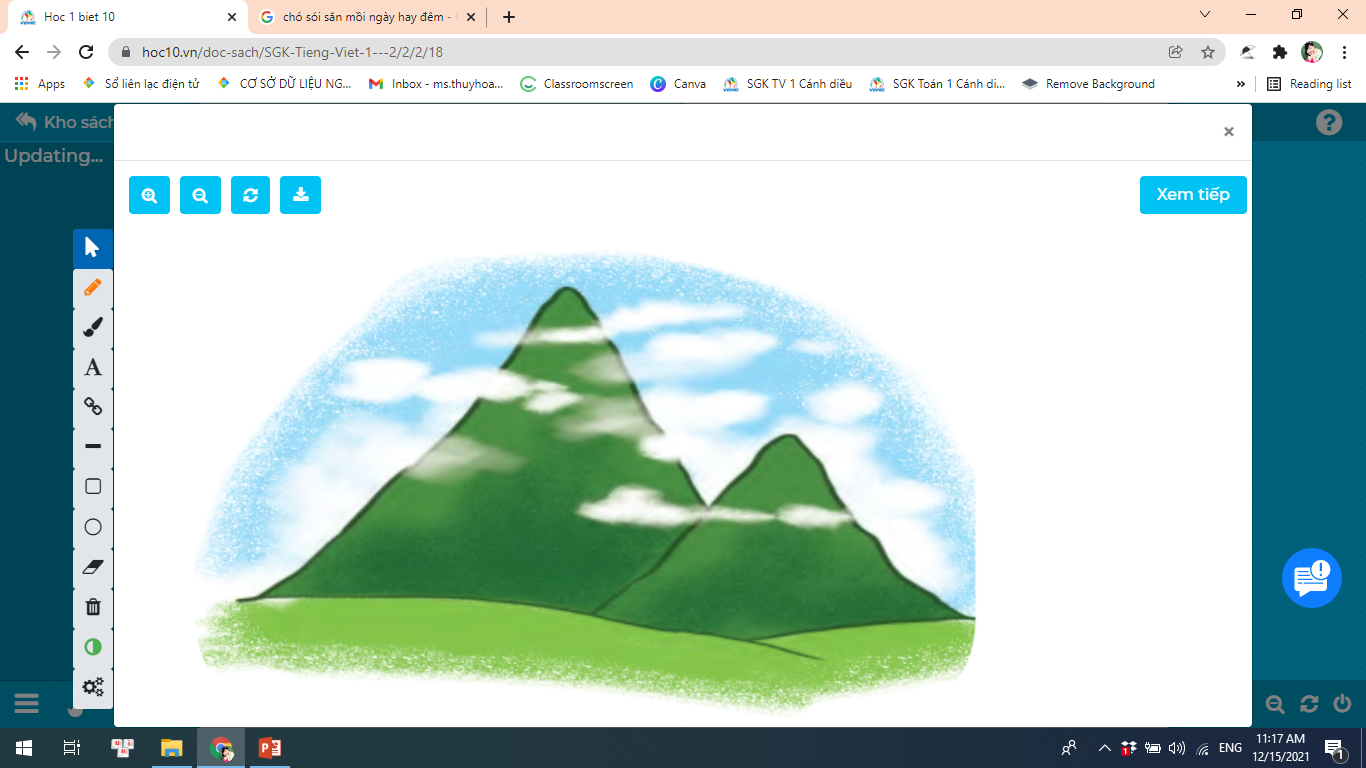 Hoc 1 biet 10
chó sói săn mồi ngày hay đêm -
hoc10.vn/doc-sach/SGK-Tieng-Viet-1---2/2/2/18
Apps
Sổ liên lạc điện tử
CƠ SỞ DỮ LIỆU NG...
Inbox - ms.thuyhoa...
Classroomscreen
Canva
SGK TV 1 Cánh diều
SGK Toán 1 Cánh di...
Remove Background
»
Reading list
Kho sách
Updating...
Xem tiếp
A
ENG
11:17 AM
12/15/2021
1